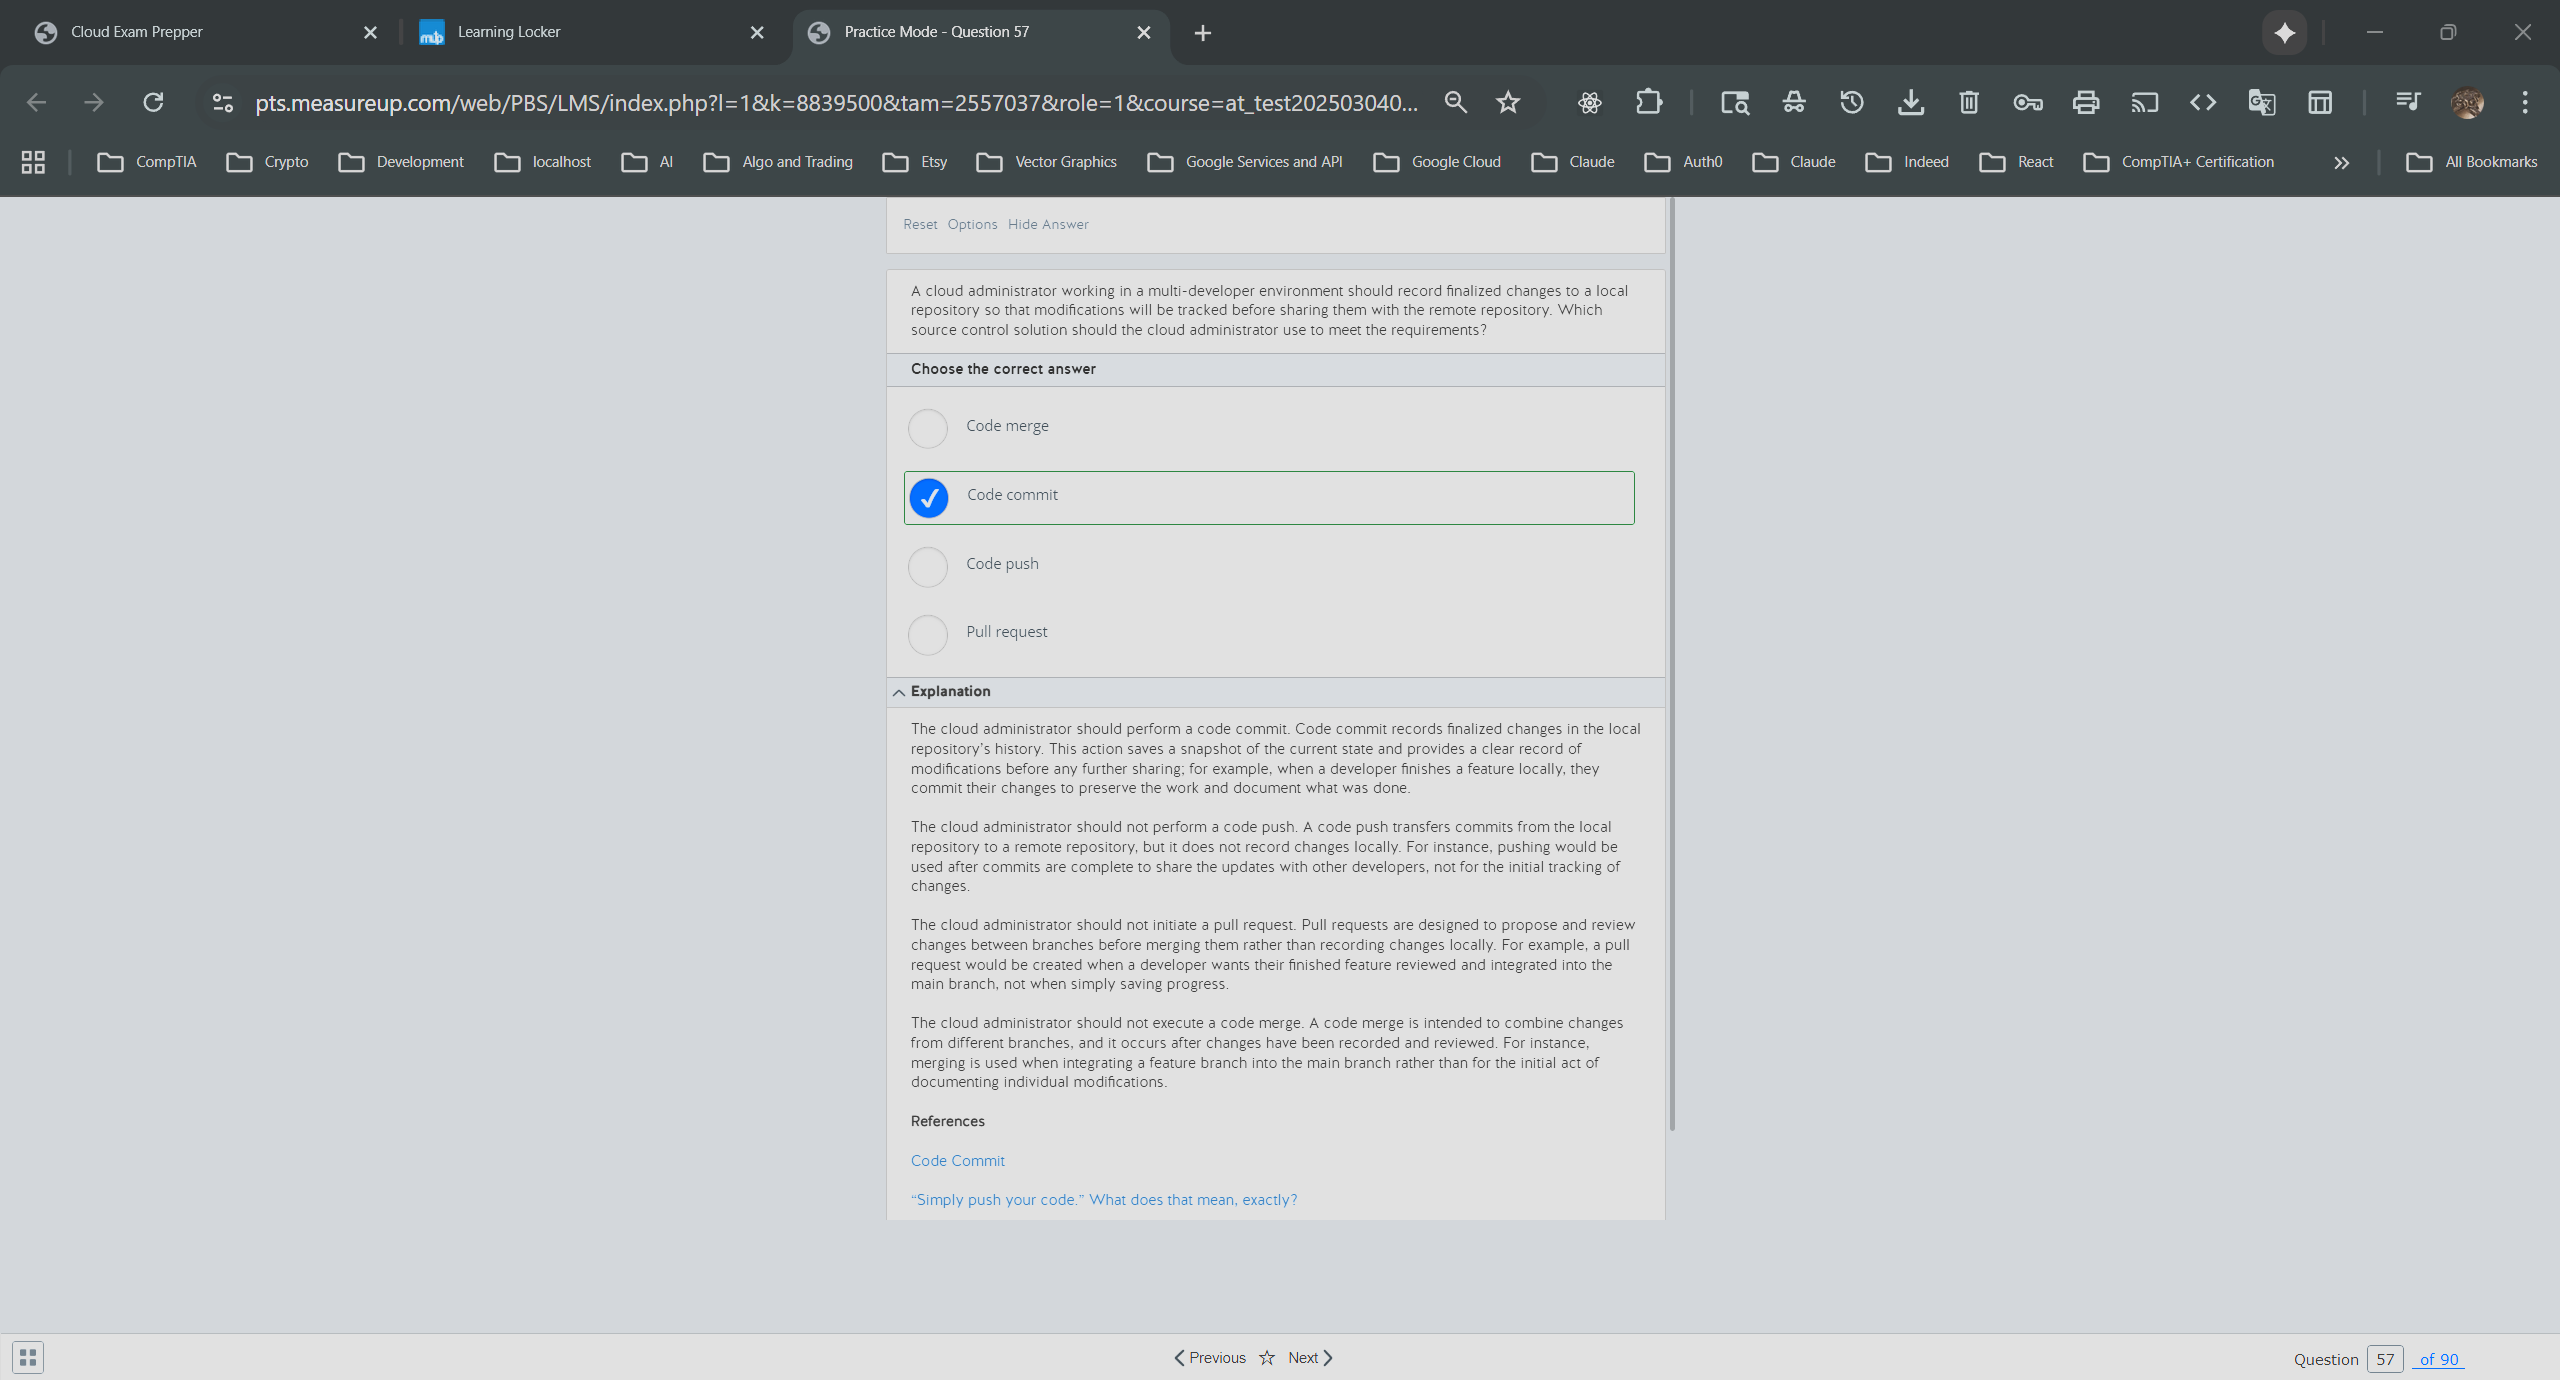 Cloud Exam Prepper
Learning Locker
Practice Mode - Question 57
pts.measureup.com/web/PBS/LMS/index.php?l=1&k=8839500&tam=2557037&role=1&course=at_test202503040...
CompTIA
Crypto
Development
localhost
AI
Algo and Trading
Etsy
Vector Graphics
Google Services and API
Google Cloud
Claude
Auth0
Claude
Indeed
React
CompTIA+ Certification
All Bookmarks
Reset Options Hide Answer
A cloud administrator working in a multi-developer environment should record finalized changes to a local
repository so that modifications will be tracked before sharing them with the remote repository. Which
source control solution should the cloud administrator use to meet the requirements?
Choose the correct answer
Code merge
Code commit
Code push
Pull request
Explanation
The cloud administrator should perform a code commit. Code commit records finalized changes in the local
repository's history. This action saves a snapshot of the current state and provides a clear record of
modifications before any further sharing; for example, when a developer finishes a feature locally, they
commit their changes to preserve the work and document what was done.
The cloud administrator should not perform a code push. A code push transfers commits from the local
repository to a remote repository, but it does not record changes locally. For instance, pushing would be
used after commits are complete to share the updates with other developers, not for the initial tracking of
changes.
The cloud administrator should not initiate a pull request. Pull requests are designed to propose and review
changes between branches before merging them rather than recording changes locally. For example, a pull
request would be created when a developer wants their finished feature reviewed and integrated into the
main branch, not when simply saving progress.
The cloud administrator should not execute a code merge. A code merge is intended to combine changes
from different branches, and it occurs after changes have been recorded and reviewed. For instance,
merging is used when integrating a feature branch into the main branch rather than for the initial act of
documenting individual modifications.
References
Code Commit
“Simply push your code.” What does that mean, exactly?
Previous Next
Question 57 of 90